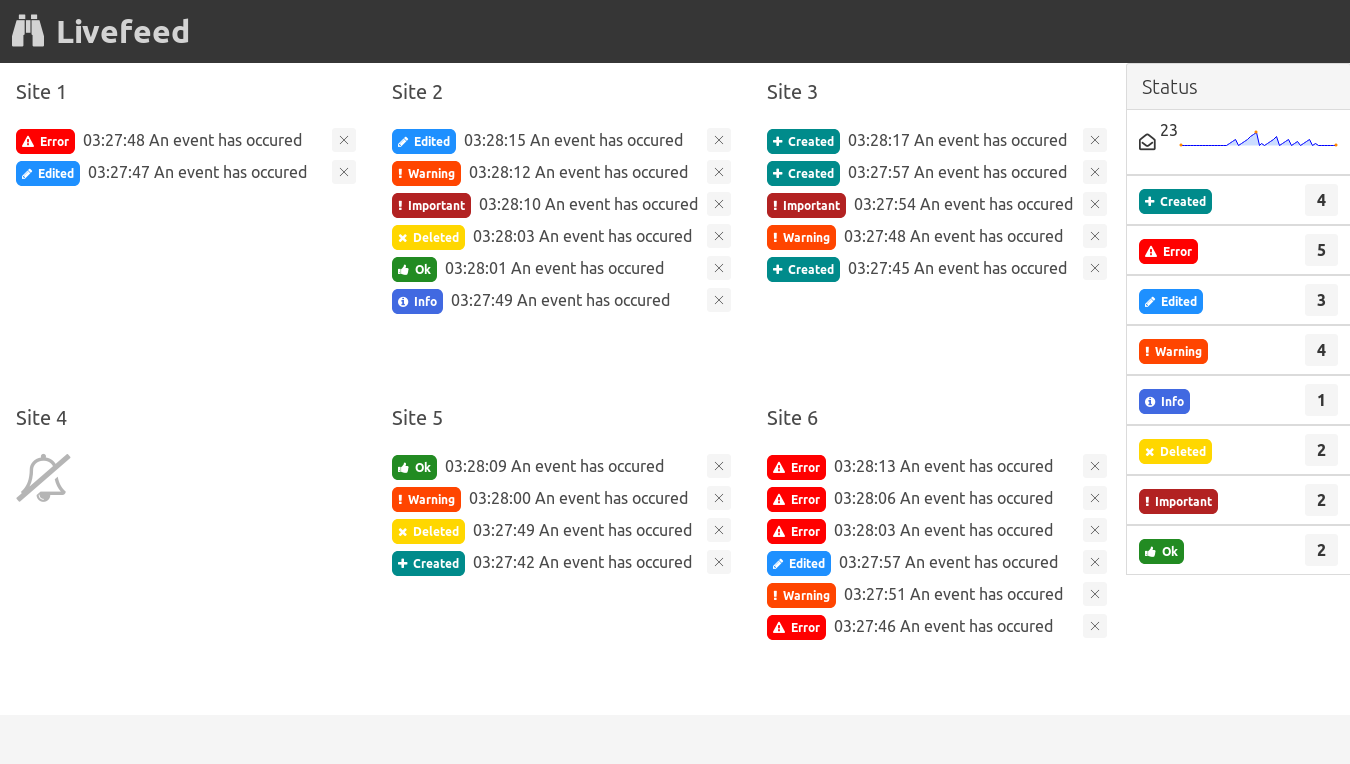 Livefeed
Site 1
Error 03:27:48 An event has occured
Edited 03:27:47 An event has occured
Site 2
Edited 03:28:15 An event has occured
Warning 03:28:12 An event has occured
Important 03:28:10 An event has occured
Deleted 03:28:03 An event has occured
Ok 03:28:01 An event has occured
Info 03:27:49 An event has occured
Site 3
Created 03:28:17 An event has occured
Created 03:27:57 An event has occured
Important 03:27:54 An event has occured
Warning 03:27:48 An event has occured
Created 03:27:45 An event has occured
Site 4
Site 5
Ok 03:28:09 An event has occured
Warning 03:28:00 An event has occured
Deleted 03:27:49 An event has occured
Created 03:27:42 An event has occured
Site 6
Error 03:28:13 An event has occured
Error 03:28:06 An event has occured
Error 03:28:03 An event has occured
Edited 03:27:57 An event has occured
Warning 03:27:51 An event has occured
Error 03:27:46 An event has occured
Status
23
Created 4
Error 5
Edited 3
Warning 4
Info 1
Deleted 2
Important 2
Ok 2